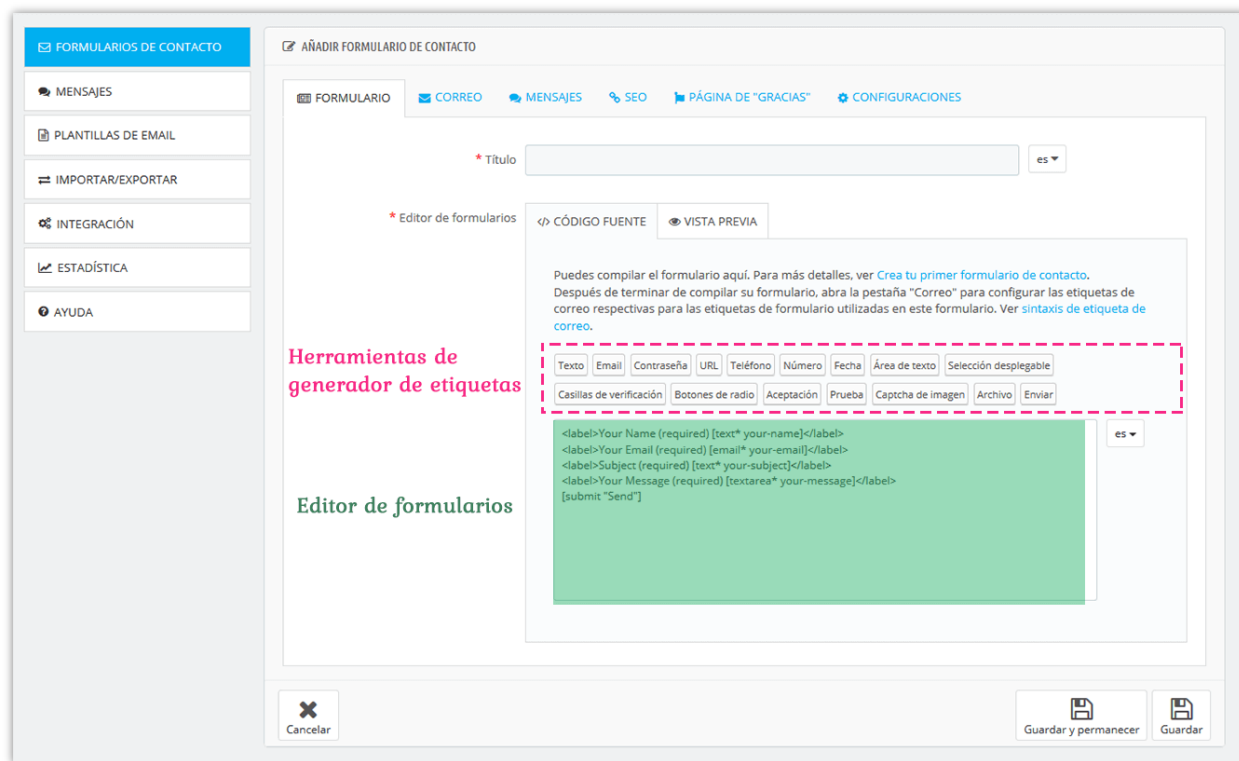 FORMULARIOS DE CONTACTO
MENSAJES
PLANTILLAS DE EMAIL
IMPORTAR/EXPORTAR
INTEGRACIÓN
ESTADÍSTICA
AYUDA
AÑADIR FORMULARIO DE CONTACTO
FORMULARIO CORREO MENSAJES SEO PÁGINA DE "GRACIAS" CONFIGURACIONES
* Título es
* Editor de formularios </> CÓDIGO FUENTE VISTA PREVIA
Puedes compilar el formulario aquí. Para más detalles, ver Crea tu primer formulario de contacto.
Después de terminar de compilar su formulario, abra la pestaña "Correo" para configurar las etiquetas de
correo respectivas para las etiquetas de formulario utilizadas en este formulario. Ver sintaxis de etiqueta de
correo.
Herramientas de
generador de etiquetas
Texto Email Contraseña URL Teléfono Número Fecha Área de texto Selección desplegable
Casillas de verificación Botones de radio Aceptación Prueba Captcha de imagen Archivo Enviar
<label>Your Name (required) [text* your-name]</label>
<label>Your Email (required) [email* your-email]</label>
<label>Subject (required) [text* your-subject]</label>
<label>Your Message (required) [textarea* your-message]</label>
[submit "Send"]
es
Editor de formularios
Cancelar
Guardar y permanecer
Guardar